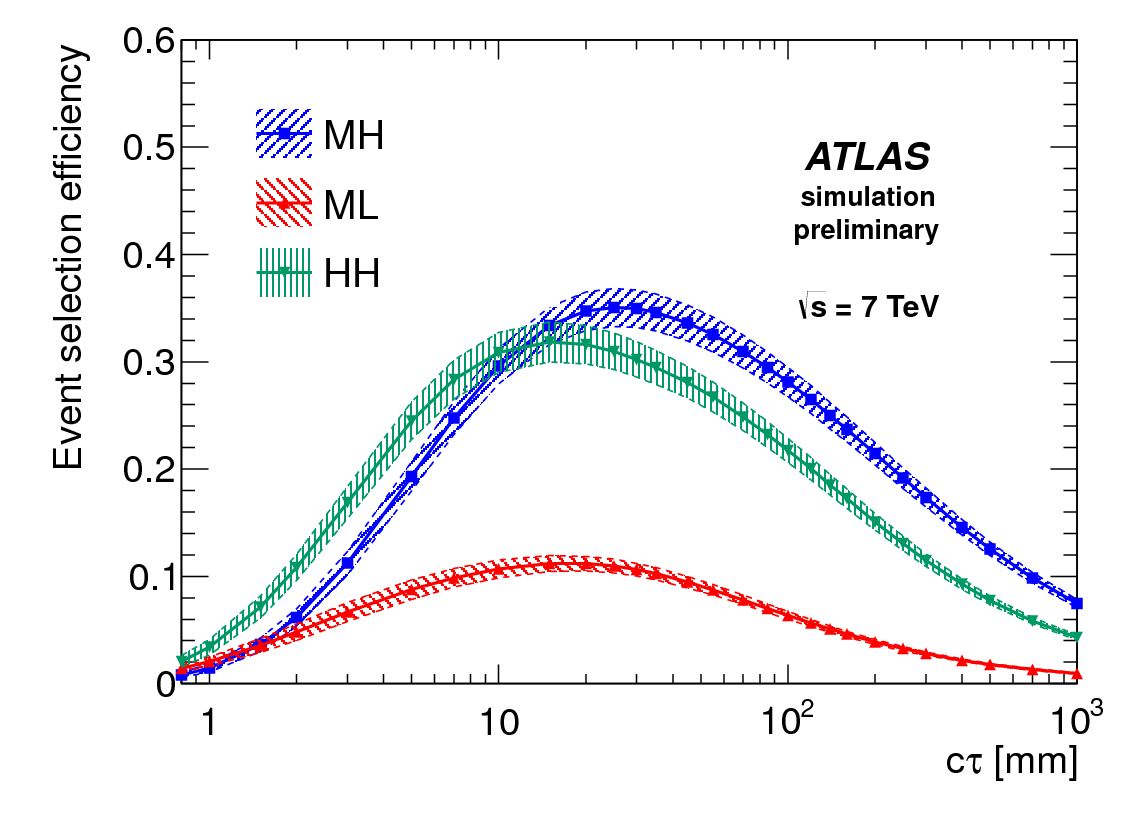 Event selection efficiency
0.6
0.5
0.4
0.3
0.2
0.1
0
MH
ML
HH
ATLAS
simulation
preliminary
√s = 7 TeV
1
10
10²
10³
cτ [mm]